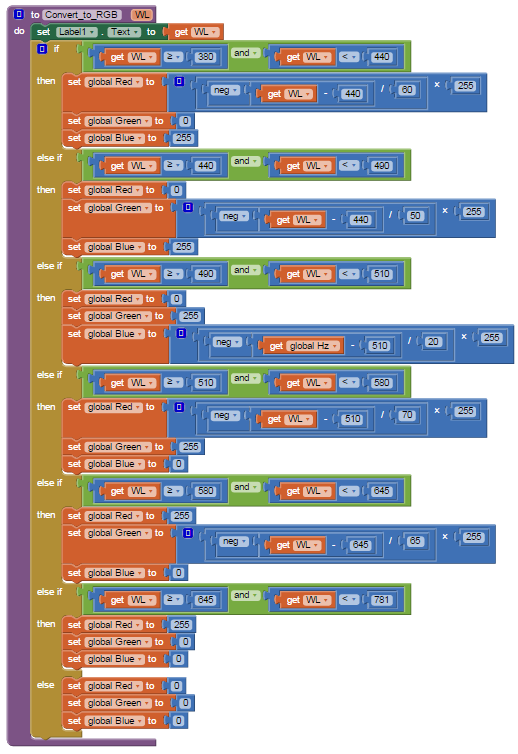 to Convert_to_RGB WL
do set Label1 . Text to get WL
if get WL ≥ 380 and get WL < 440
then set global Red to neg get WL - 440 / 60 × 255
set global Green to 0
set global Blue to 255
else if get WL ≥ 440 and get WL < 490
then set global Red to 0
set global Green to neg get WL - 440 / 50 × 255
set global Blue to 255
else if get WL ≥ 490 and get WL < 510
then set global Red to 0
set global Green to 255
set global Blue to neg get global Hz - 510 / 20 × 255
else if get WL ≥ 510 and get WL < 580
then set global Red to neg get WL - 510 / 70 × 255
set global Green to 255
set global Blue to 0
else if get WL ≥ 580 and get WL < 645
then set global Red to 255
set global Green to neg get WL - 645 / 65 × 255
set global Blue to 0
else if get WL ≥ 645 and get WL < 781
then set global Red to 255
set global Green to 0
set global Blue to 0
else set global Red to 0
set global Green to 0
set global Blue to 0